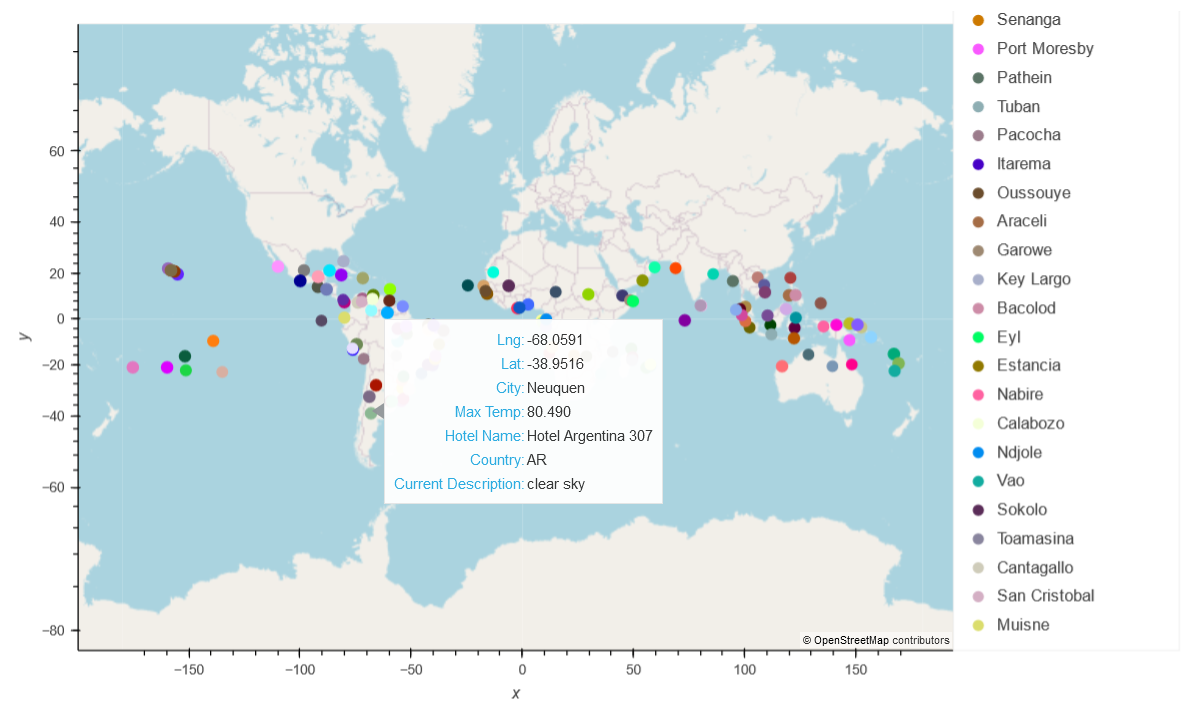 Senanga
Port Moresby
Pathein
Tuban
Pacocha
Itarema
Oussouye
Araceli
Garowe
Key Largo
Bacolod
Eyl
Estancia
Nabire
Calabozo
Ndjole
Vao
Sokolo
Toamasina
Cantagallo
San Cristobal
Muisne
60
40
20
0
−20
−40
−60
−80
y
Lng: -68.0591
Lat: -38.9516
City: Neuquen
Max Temp: 80.490
Hotel Name: Hotel Argentina 307
Country: AR
Current Description: clear sky
© OpenStreetMap contributors
−150 −100 −50 0 50 100 150
x